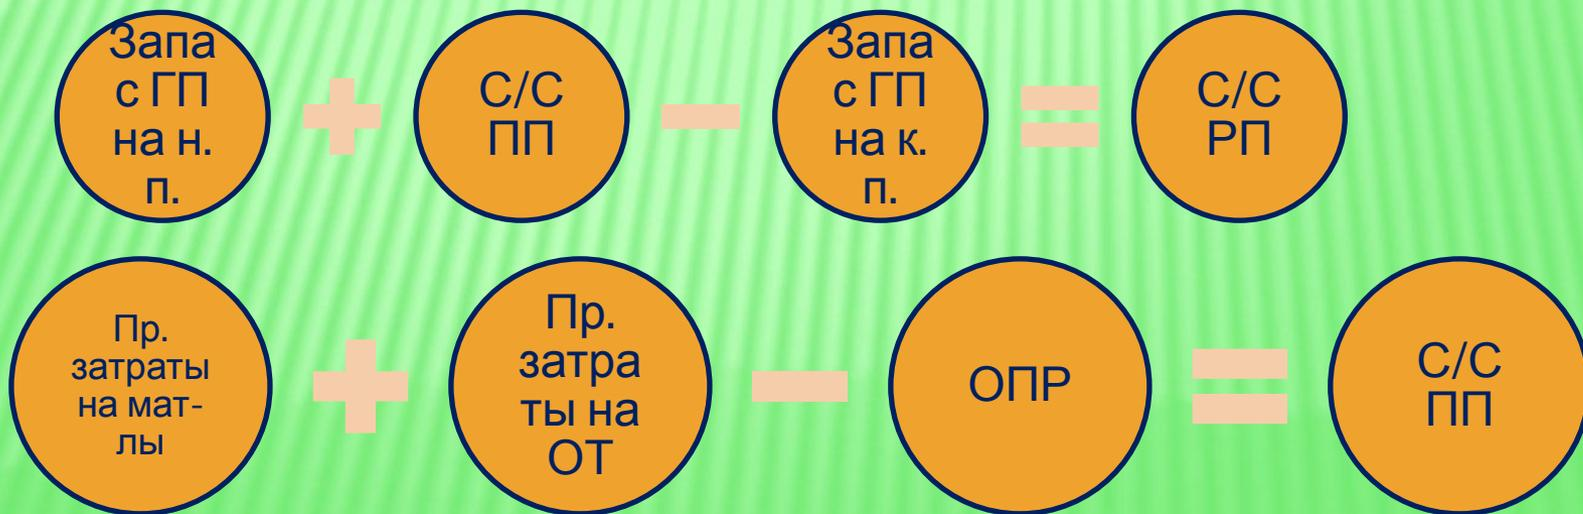 Запа
с ГП
на н.
п.
С/С
ПП
Запа
с ГП
на к.
п.
С/С
РП
Пр.
затраты
на мат-
лы
Пр.
затра
ты на
ОТ
ОПР
С/С
ПП